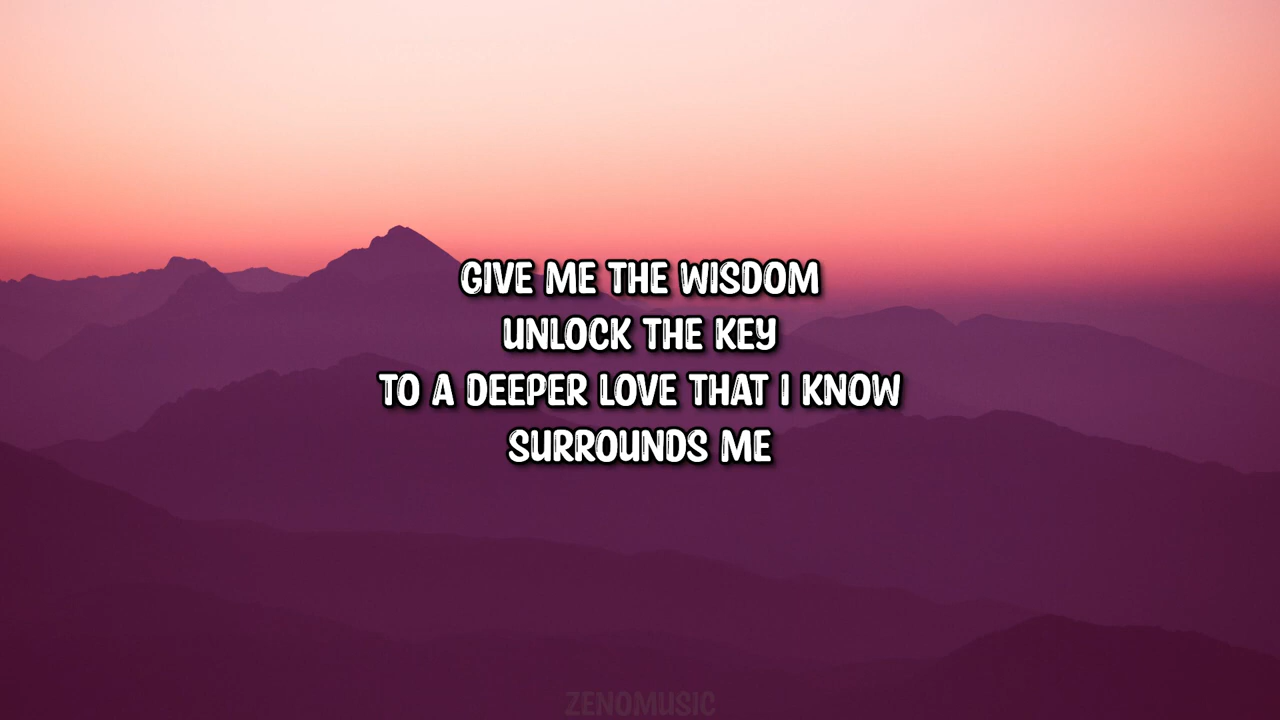 GIVE ME THE WISDOM
UNLOCK THE KEY
TO A DEEPER LOVE THAT I KNOW
SURROUNDS ME
ZENOMUSIC